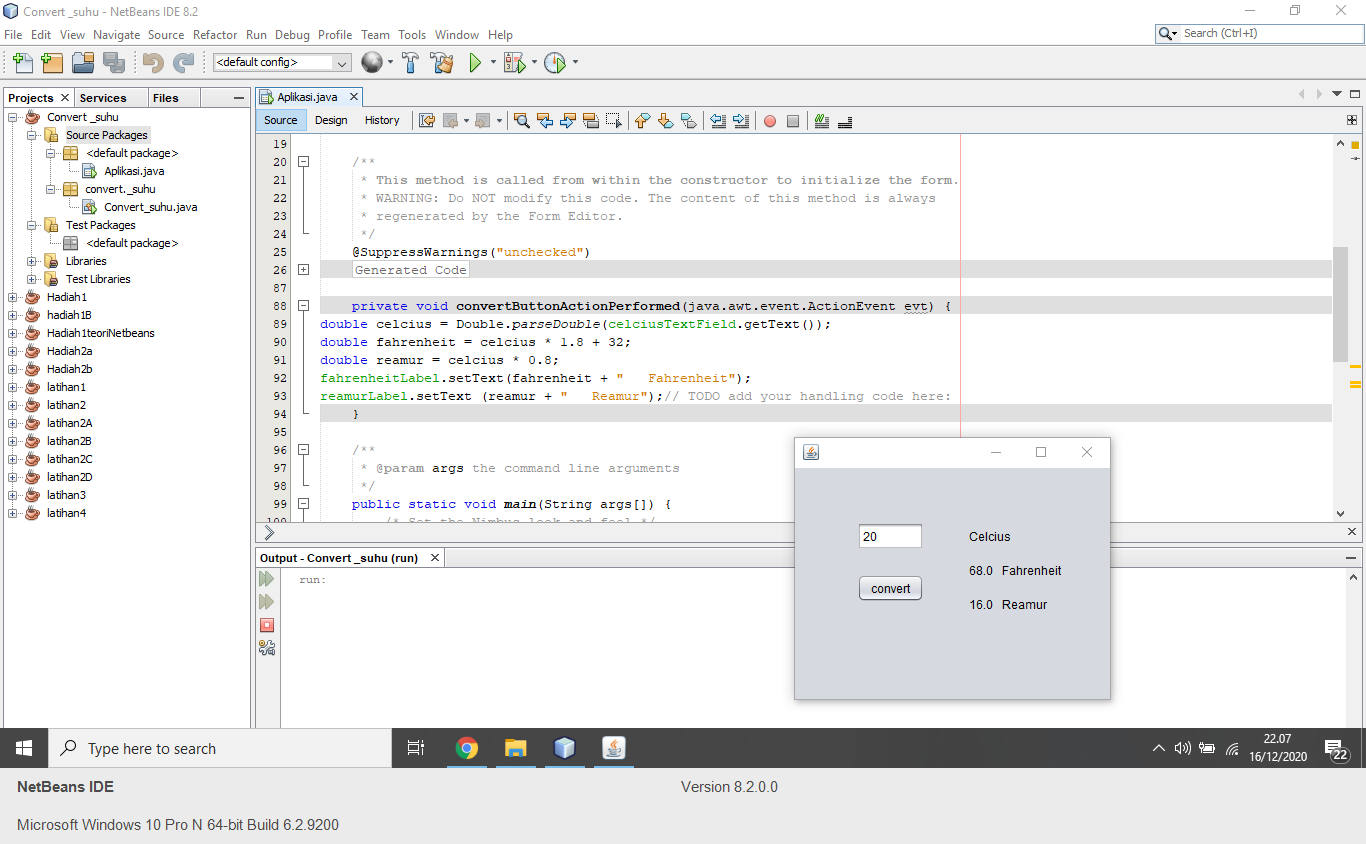 Convert _suhu - NetBeans IDE 8.2
File Edit View Navigate Source Refactor Run Debug Profile Team Tools Window Help
Search (Ctrl+I)
<default config>
Projects Services Files
Convert _suhu
Source Packages
<default package>
Aplikasi.java
convert._suhu
Convert_suhu.java
Test Packages
<default package>
Libraries
Test Libraries
Hadiah1
hadiah1B
Hadiah1teoriNetbeans
Hadiah2a
Hadiah2b
latihan1
latihan2
latihan2A
latihan2B
latihan2C
latihan2D
latihan3
latihan4
Aplikasi.java
Source Design History
19
20 /**
21 * This method is called from within the constructor to initialize the form.
22 * WARNING: Do NOT modify this code. The content of this method is always
23 * regenerated by the Form Editor.
24 */
25 @SuppressWarnings("unchecked")
26 Generated Code
87
88 private void convertButtonActionPerformed(java.awt.event.ActionEvent evt) {
89 double celcius = Double.parseDouble(celciusTextField.getText());
90 double fahrenheit = celcius * 1.8 + 32;
91 double reamur = celcius * 0.8;
92 fahrenheitLabel.setText(fahrenheit + "   Fahrenheit");
93 reamurLabel.setText (reamur + "   Reamur");// TODO add your handling code here:
94 }
95
96 /**
97 * @param args the command line arguments
98 */
99 public static void main(String args[]) {
100 /* Set the Nimbus look and feel */
Output - Convert _suhu (run)
run:
20 Celcius
68.0 Fahrenheit
convert
16.0 Reamur
Type here to search
22.07
16/12/2020
22
NetBeans IDE Version 8.2.0.0
Microsoft Windows 10 Pro N 64-bit Build 6.2.9200